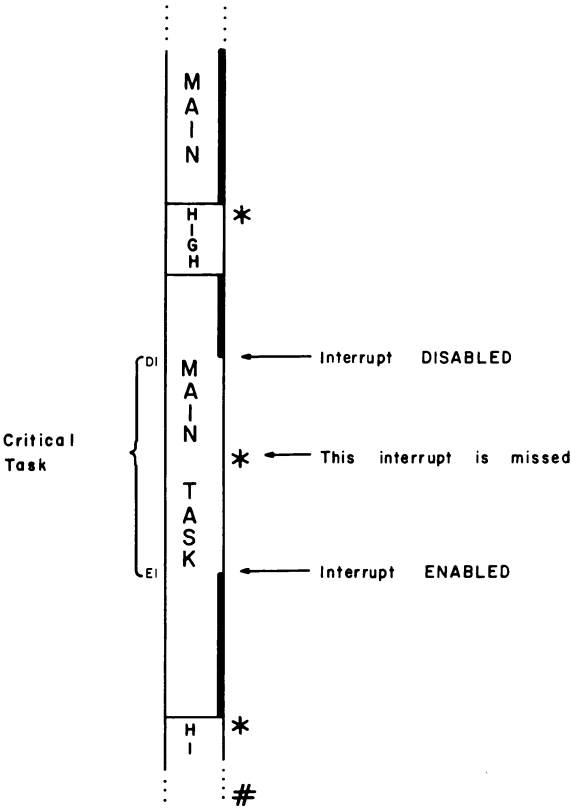 MAIN
*
HIGH
DI
Interrupt DISABLED
MAIN TASK
Critical
Task
*
This interrupt is missed
EI
Interrupt ENABLED
*
HI
#